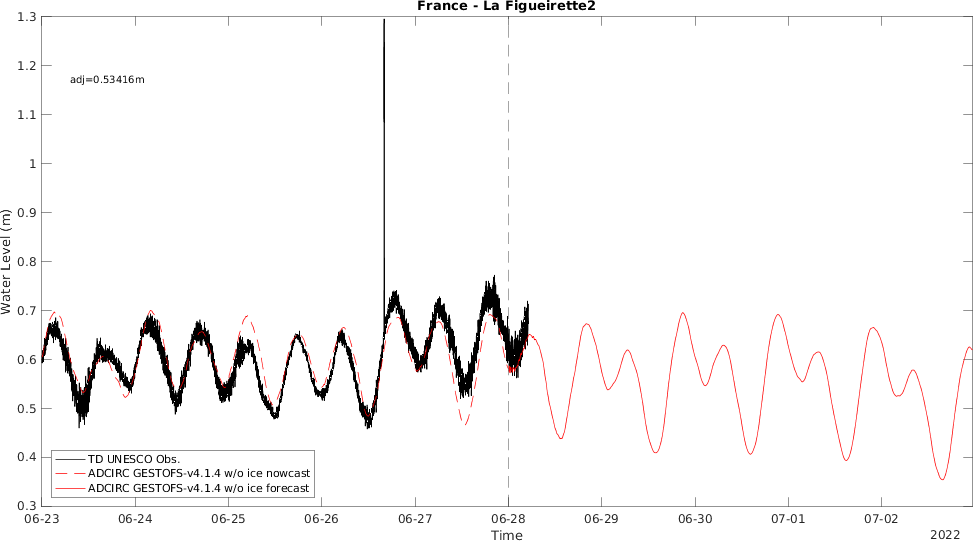 France - La Figueirette2
1.3
1.2
1.1
1
0.9
0.8
0.7
0.6
0.5
0.4
0.3
Water Level (m)
adj=0.53416m
TD UNESCO Obs.
ADCIRC GESTOFS-v4.1.4 w/o ice nowcast
ADCIRC GESTOFS-v4.1.4 w/o ice forecast
06-23 06-24 06-25 06-26 06-27 06-28 06-29 06-30 07-01 07-02
Time
2022